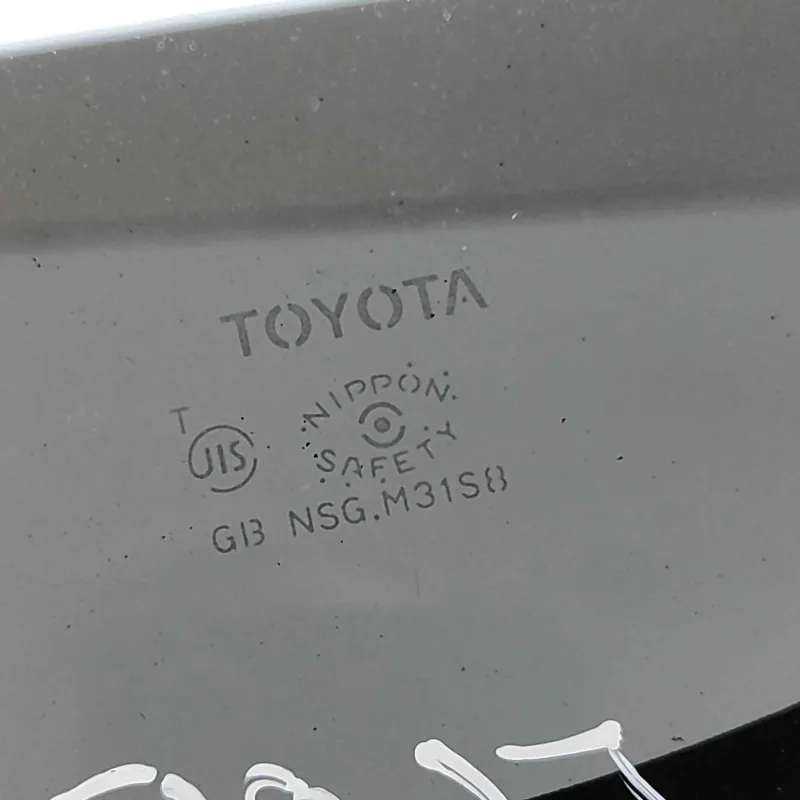 TOYOTA
T
JIS
NIPPON
SAFETY
GB NSG.M31S8